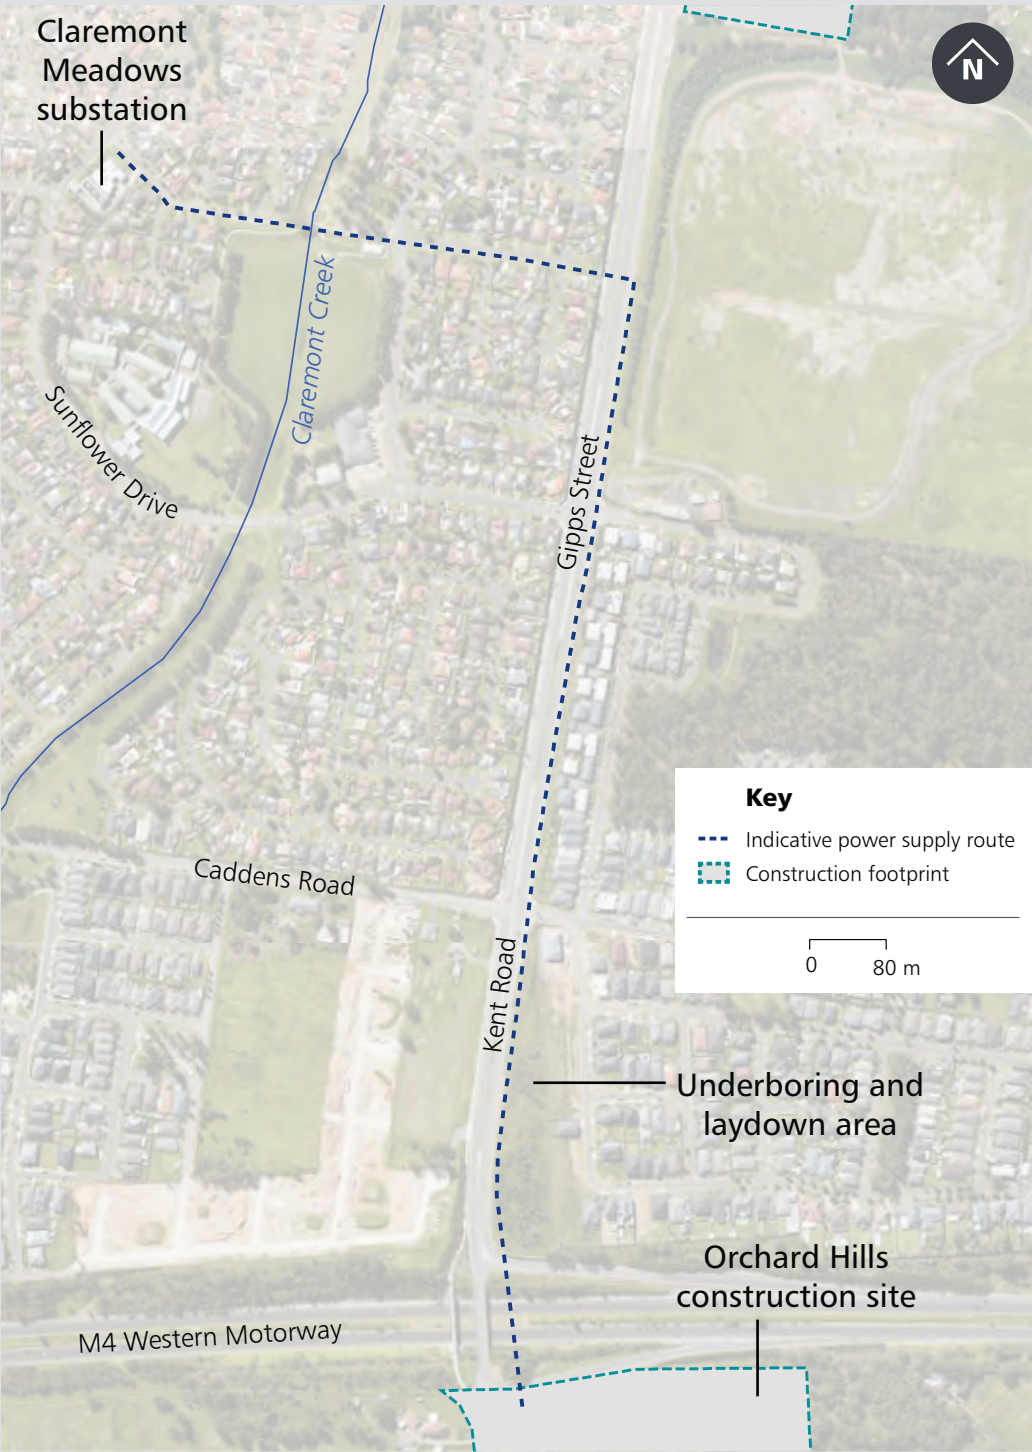 Claremont
Meadows
substation
N
Claremont Creek
Sunflower Drive
Gipps Street
Key
Indicative power supply route
Construction footprint
0 80 m
Caddens Road
Kent Road
Underboring and
laydown area
Orchard Hills
construction site
M4 Western Motorway